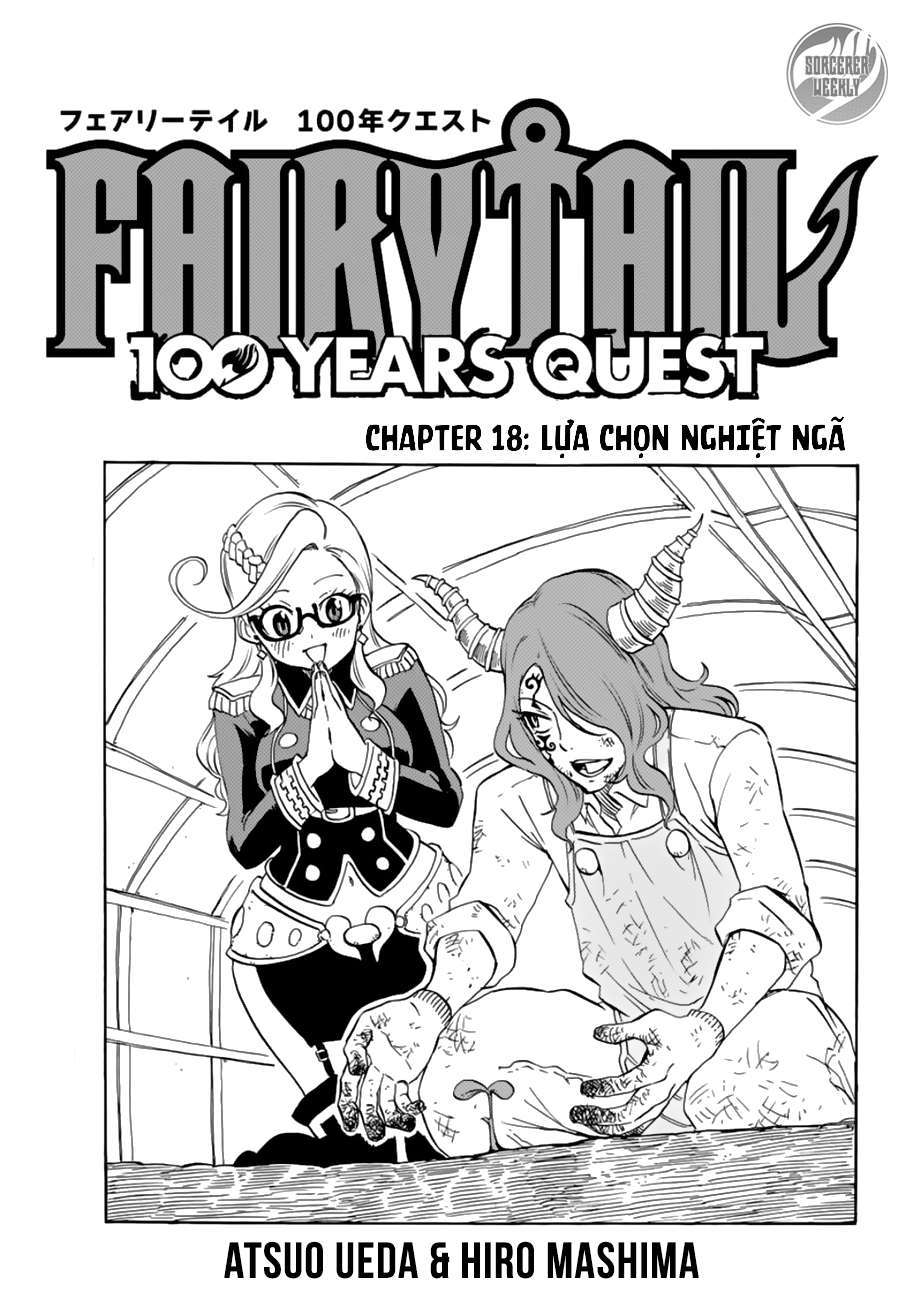 SORCERER
WEEKLY
フェアリーテイル 100年クエスト
FAIRY TAIL
100 YEARS QUEST
CHAPTER 18: LỰA CHỌN NGHIỆT NGÃ
ATSUO UEDA & HIRO MASHIMA